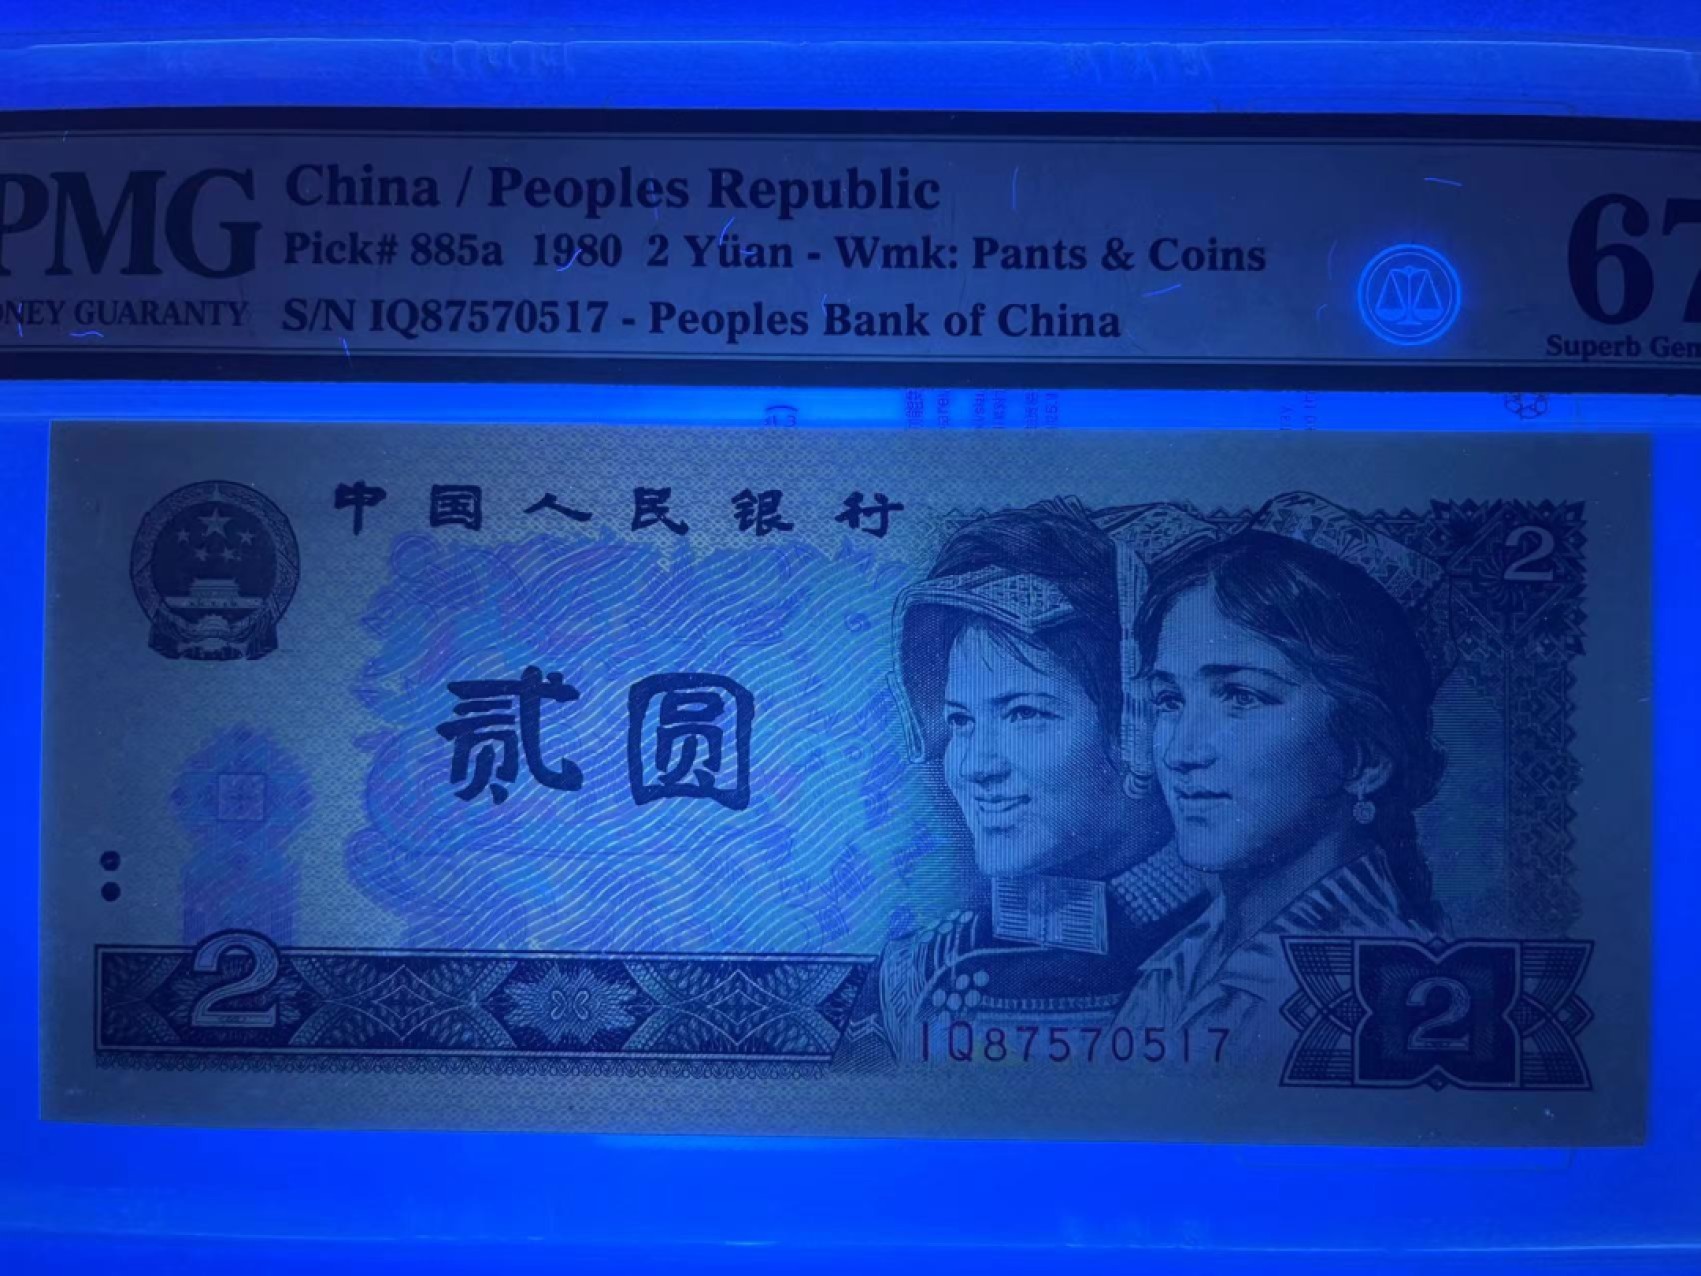 PMG
China / Peoples Republic
67
Pick# 885a 1980 2 Yüan - Wmk: Pants & Coins
NEY GUARANTY
S/N IQ87570517 - Peoples Bank of China
Superb Gem
中国人民银行
2
贰圆
2
IQ87570517
2